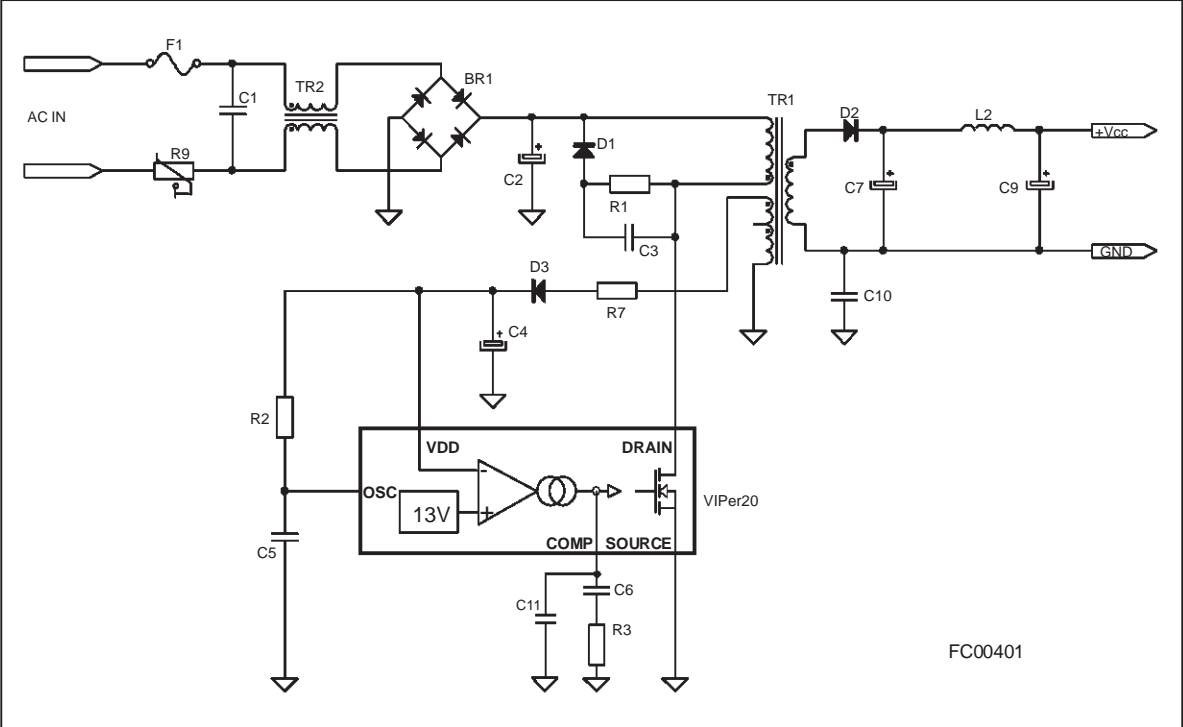 F1
BR1
TR2
C1
TR1
D2
L2
AC IN
+Vcc
D1
R9
C2
C7
C9
R1
C3
GND
D3
C10
R7
C4
R2
VDD
DRAIN
-
OSC
13V
+
VIPer20
COMP
SOURCE
C5
C6
C11
R3
FC00401